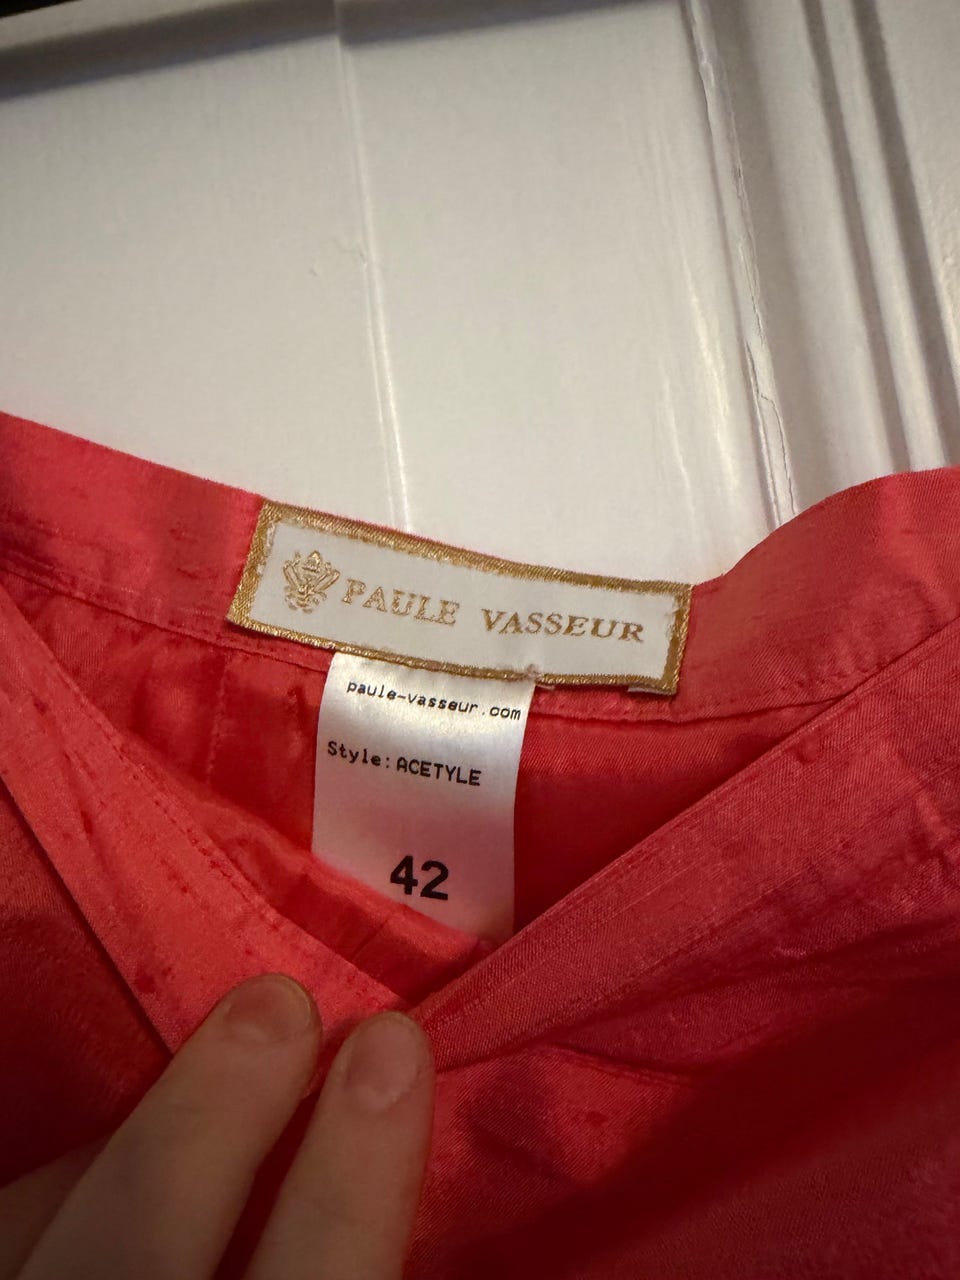 PAULE VASSEUR
paule-vasseur.com
Style:ACETYLE
42